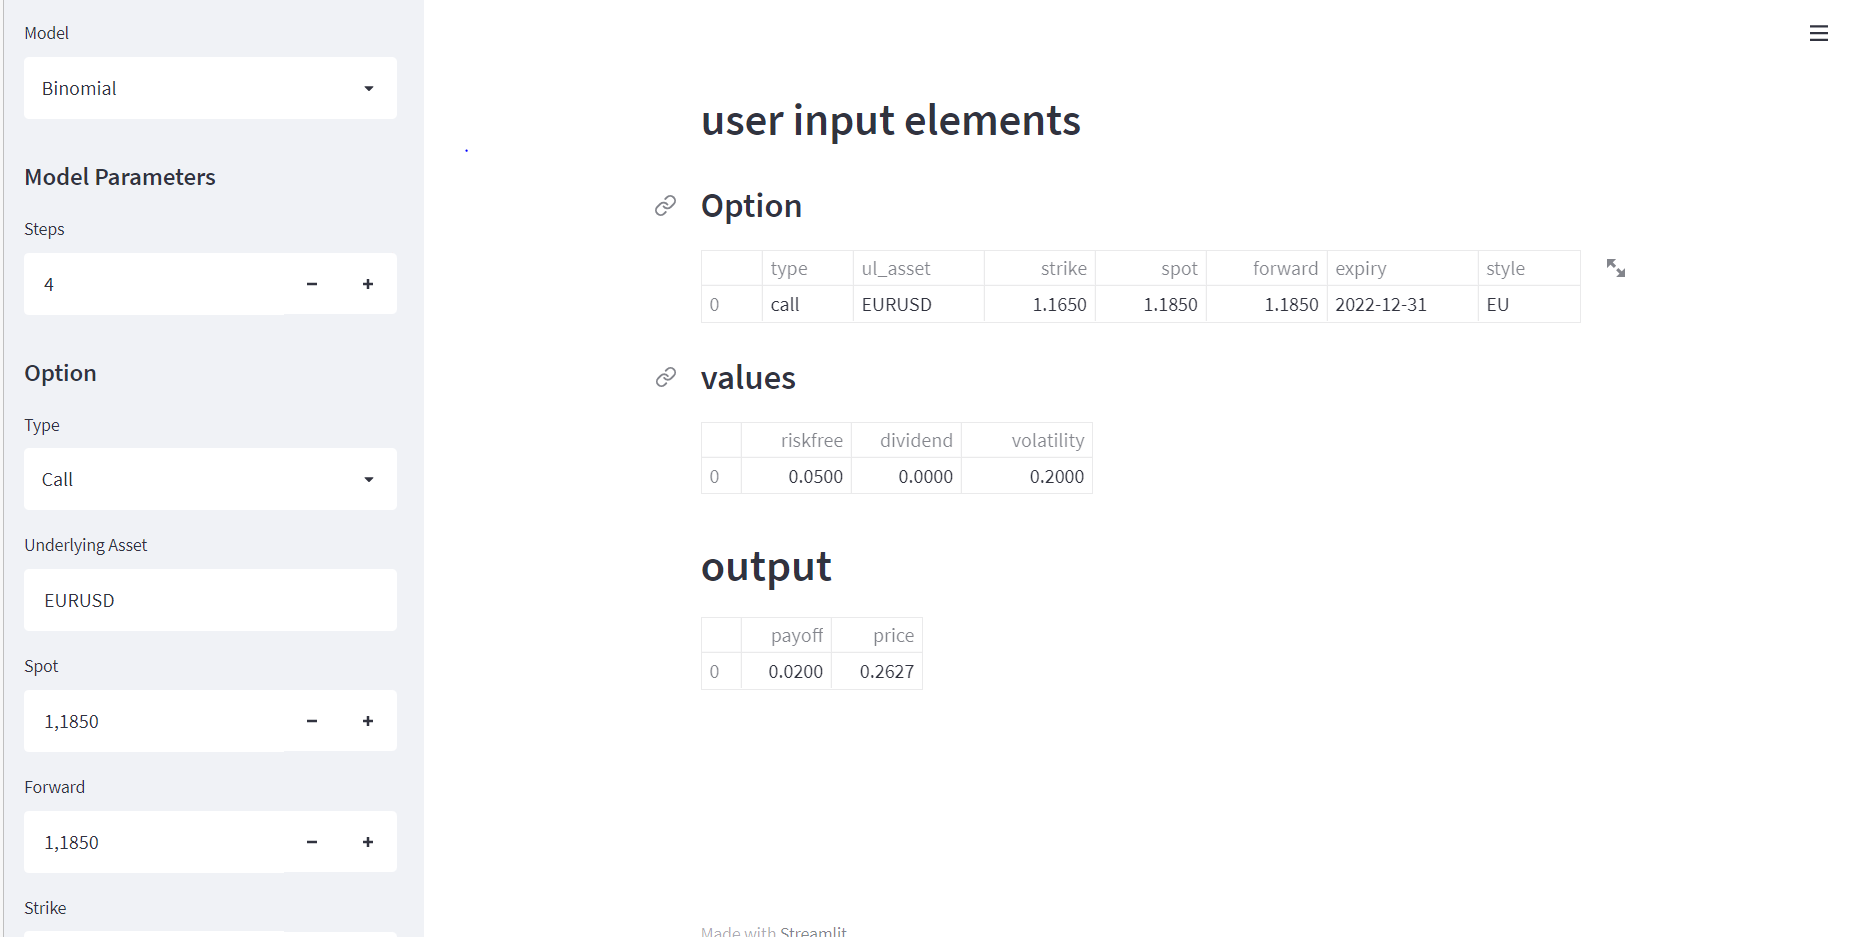 Model
Binomial
Model Parameters
Steps
4
Option
Type
Call
Underlying Asset
EURUSD
Spot
1,1850
Forward
1,1850
Strike
user input elements
Option
type ul_asset strike spot forward expiry style
0 call EURUSD 1.1650 1.1850 1.1850 2022-12-31 EU
values
riskfree dividend volatility
0 0.0500 0.0000 0.2000
output
payoff price
0 0.0200 0.2627
Made with Streamlit